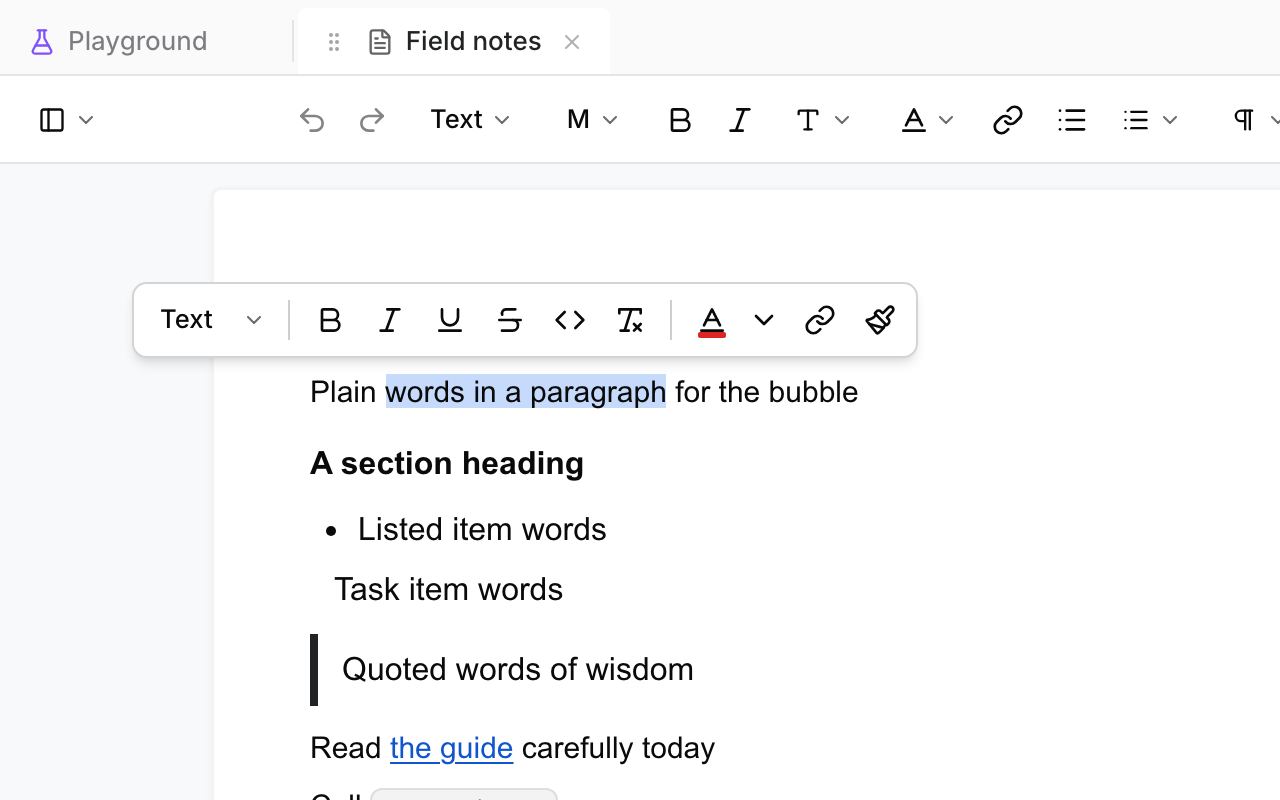 Playground
Field notes
Text
M
Text
Plain words in a paragraph for the bubble
A section heading
Listed item words
Task item words
Quoted words of wisdom
Read the guide carefully today